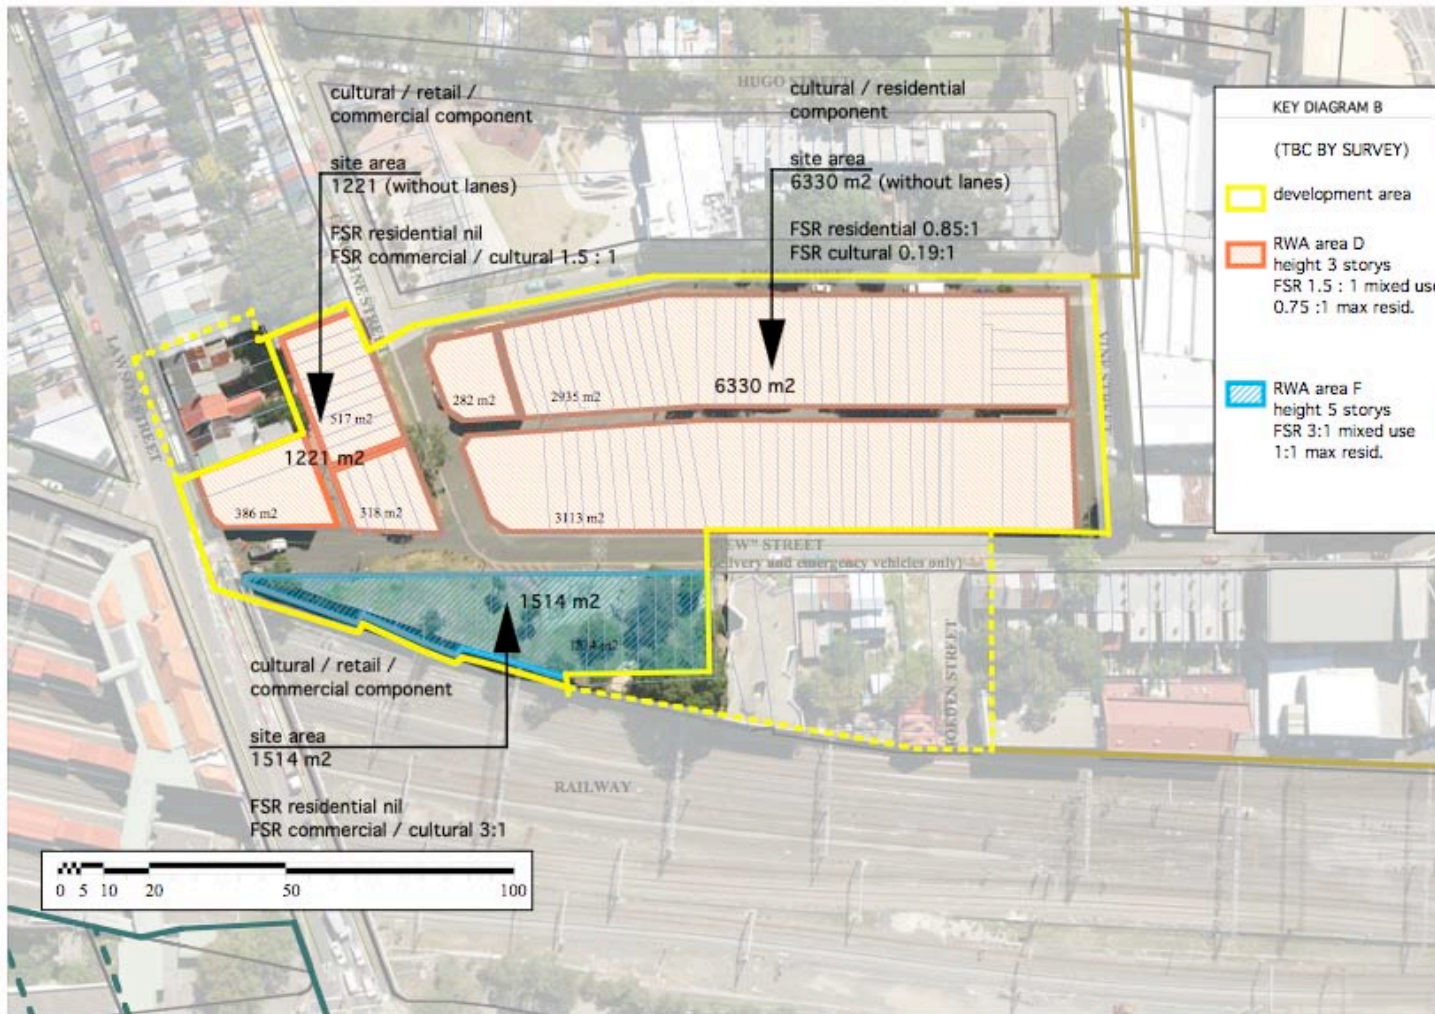 HUGO STREET
cultural / retail /
commercial component
site area
1221 (without lanes)
FSR residential nil
FSR commercial / cultural 1.5 : 1
cultural / residential
component
site area
6330 m2 (without lanes)
FSR residential 0.85:1
FSR cultural 0.19:1
KEY DIAGRAM B
(TBC BY SURVEY)
development area
RWA area D
height 3 storys
FSR 1.5 : 1 mixed use
0.75 :1 max resid.
RWA area F
height 5 storys
FSR 3:1 mixed use
1:1 max resid.
LAWSON STREET
STREET
282 m2
2935 m2
6330 m2
517 m2
1221 m2
386 m2
318 m2
3113 m2
STREET
and emergency vehicles only)
1514 m2
STREET
cultural / retail /
commercial component
site area
1514 m2
FSR residential nil
FSR commercial / cultural 3:1
RAILWAY
0 5 10 20 50 100